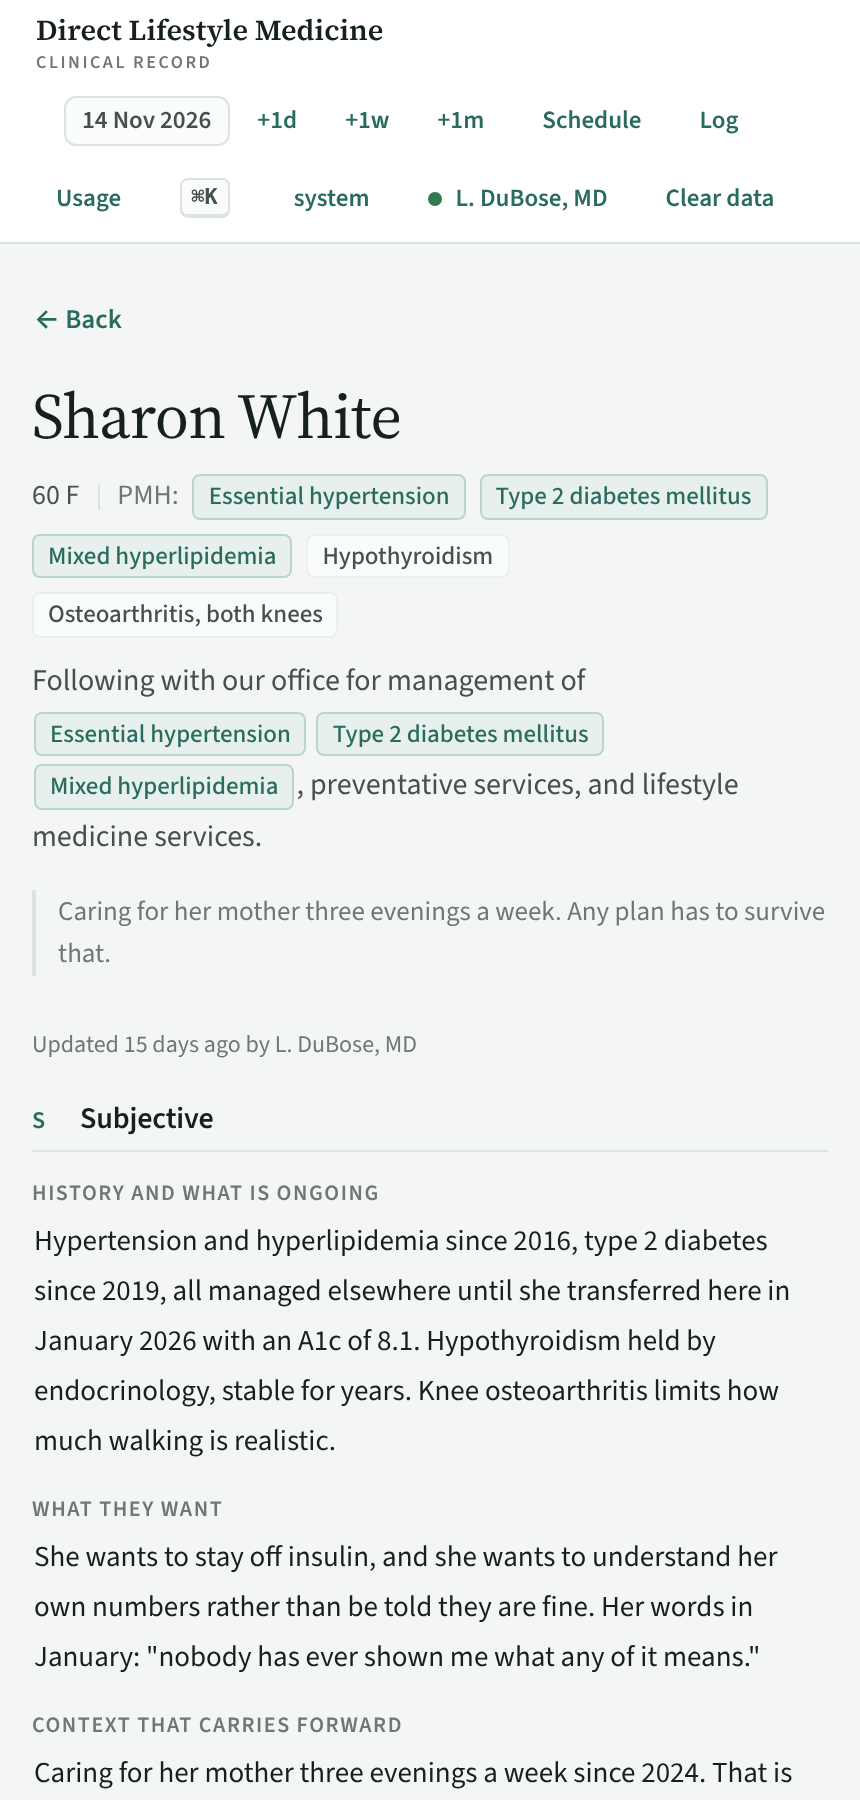 Direct Lifestyle Medicine
CLINICAL RECORD
14 Nov 2026 +1d +1w +1m Schedule Log
Usage ⌘K system L. DuBose, MD Clear data
← Back
Sharon White
60 F PMH: Essential hypertension Type 2 diabetes mellitus
Mixed hyperlipidemia Hypothyroidism
Osteoarthritis, both knees
Following with our office for management of
Essential hypertension Type 2 diabetes mellitus
Mixed hyperlipidemia , preventative services, and lifestyle
medicine services.
Caring for her mother three evenings a week. Any plan has to survive
that.
Updated 15 days ago by L. DuBose, MD
S Subjective
HISTORY AND WHAT IS ONGOING
Hypertension and hyperlipidemia since 2016, type 2 diabetes
since 2019, all managed elsewhere until she transferred here in
January 2026 with an A1c of 8.1. Hypothyroidism held by
endocrinology, stable for years. Knee osteoarthritis limits how
much walking is realistic.
WHAT THEY WANT
She wants to stay off insulin, and she wants to understand her
own numbers rather than be told they are fine. Her words in
January: "nobody has ever shown me what any of it means."
CONTEXT THAT CARRIES FORWARD
Caring for her mother three evenings a week since 2024. That is